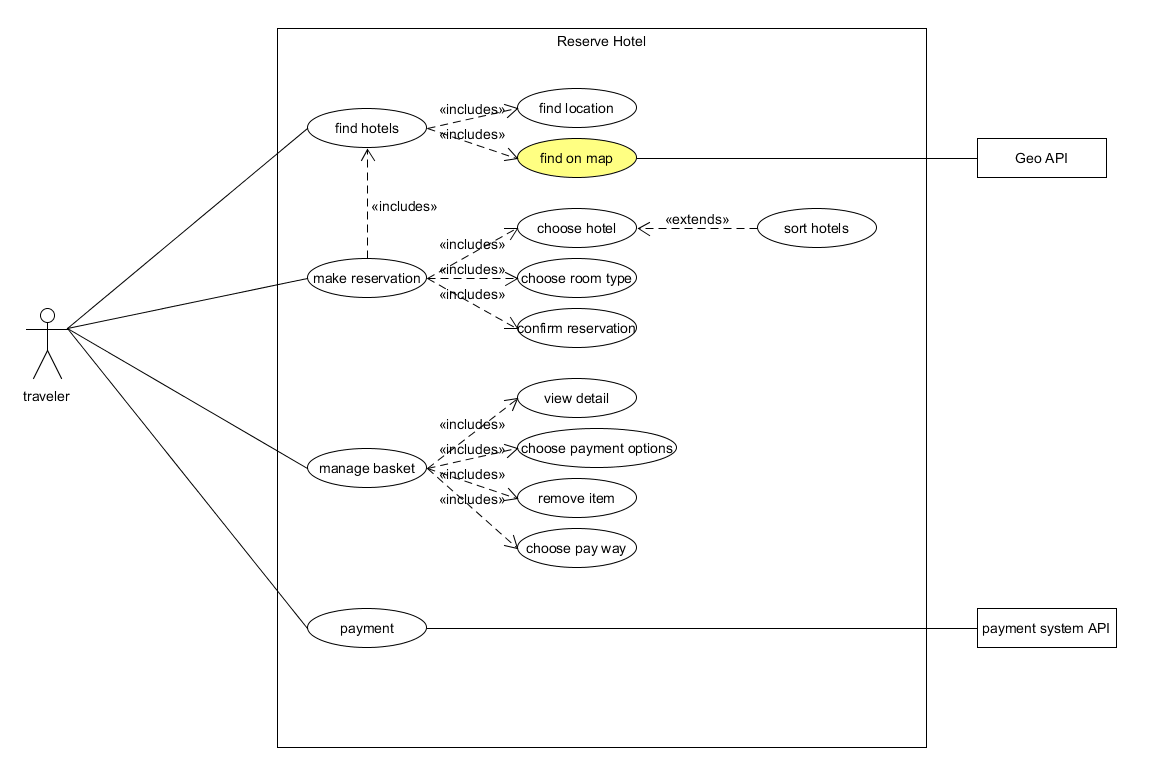 Reserve Hotel
find hotels
«includes»
find location
«includes»
find on map
Geo API
«includes»
choose hotel
«extends»
sort hotels
«includes»
make reservation
«includes»
choose room type
«includes»
confirm reservation
traveler
view detail
«includes»
manage basket
«includes»
choose payment options
«includes»
remove item
«includes»
choose pay way
payment
payment system API